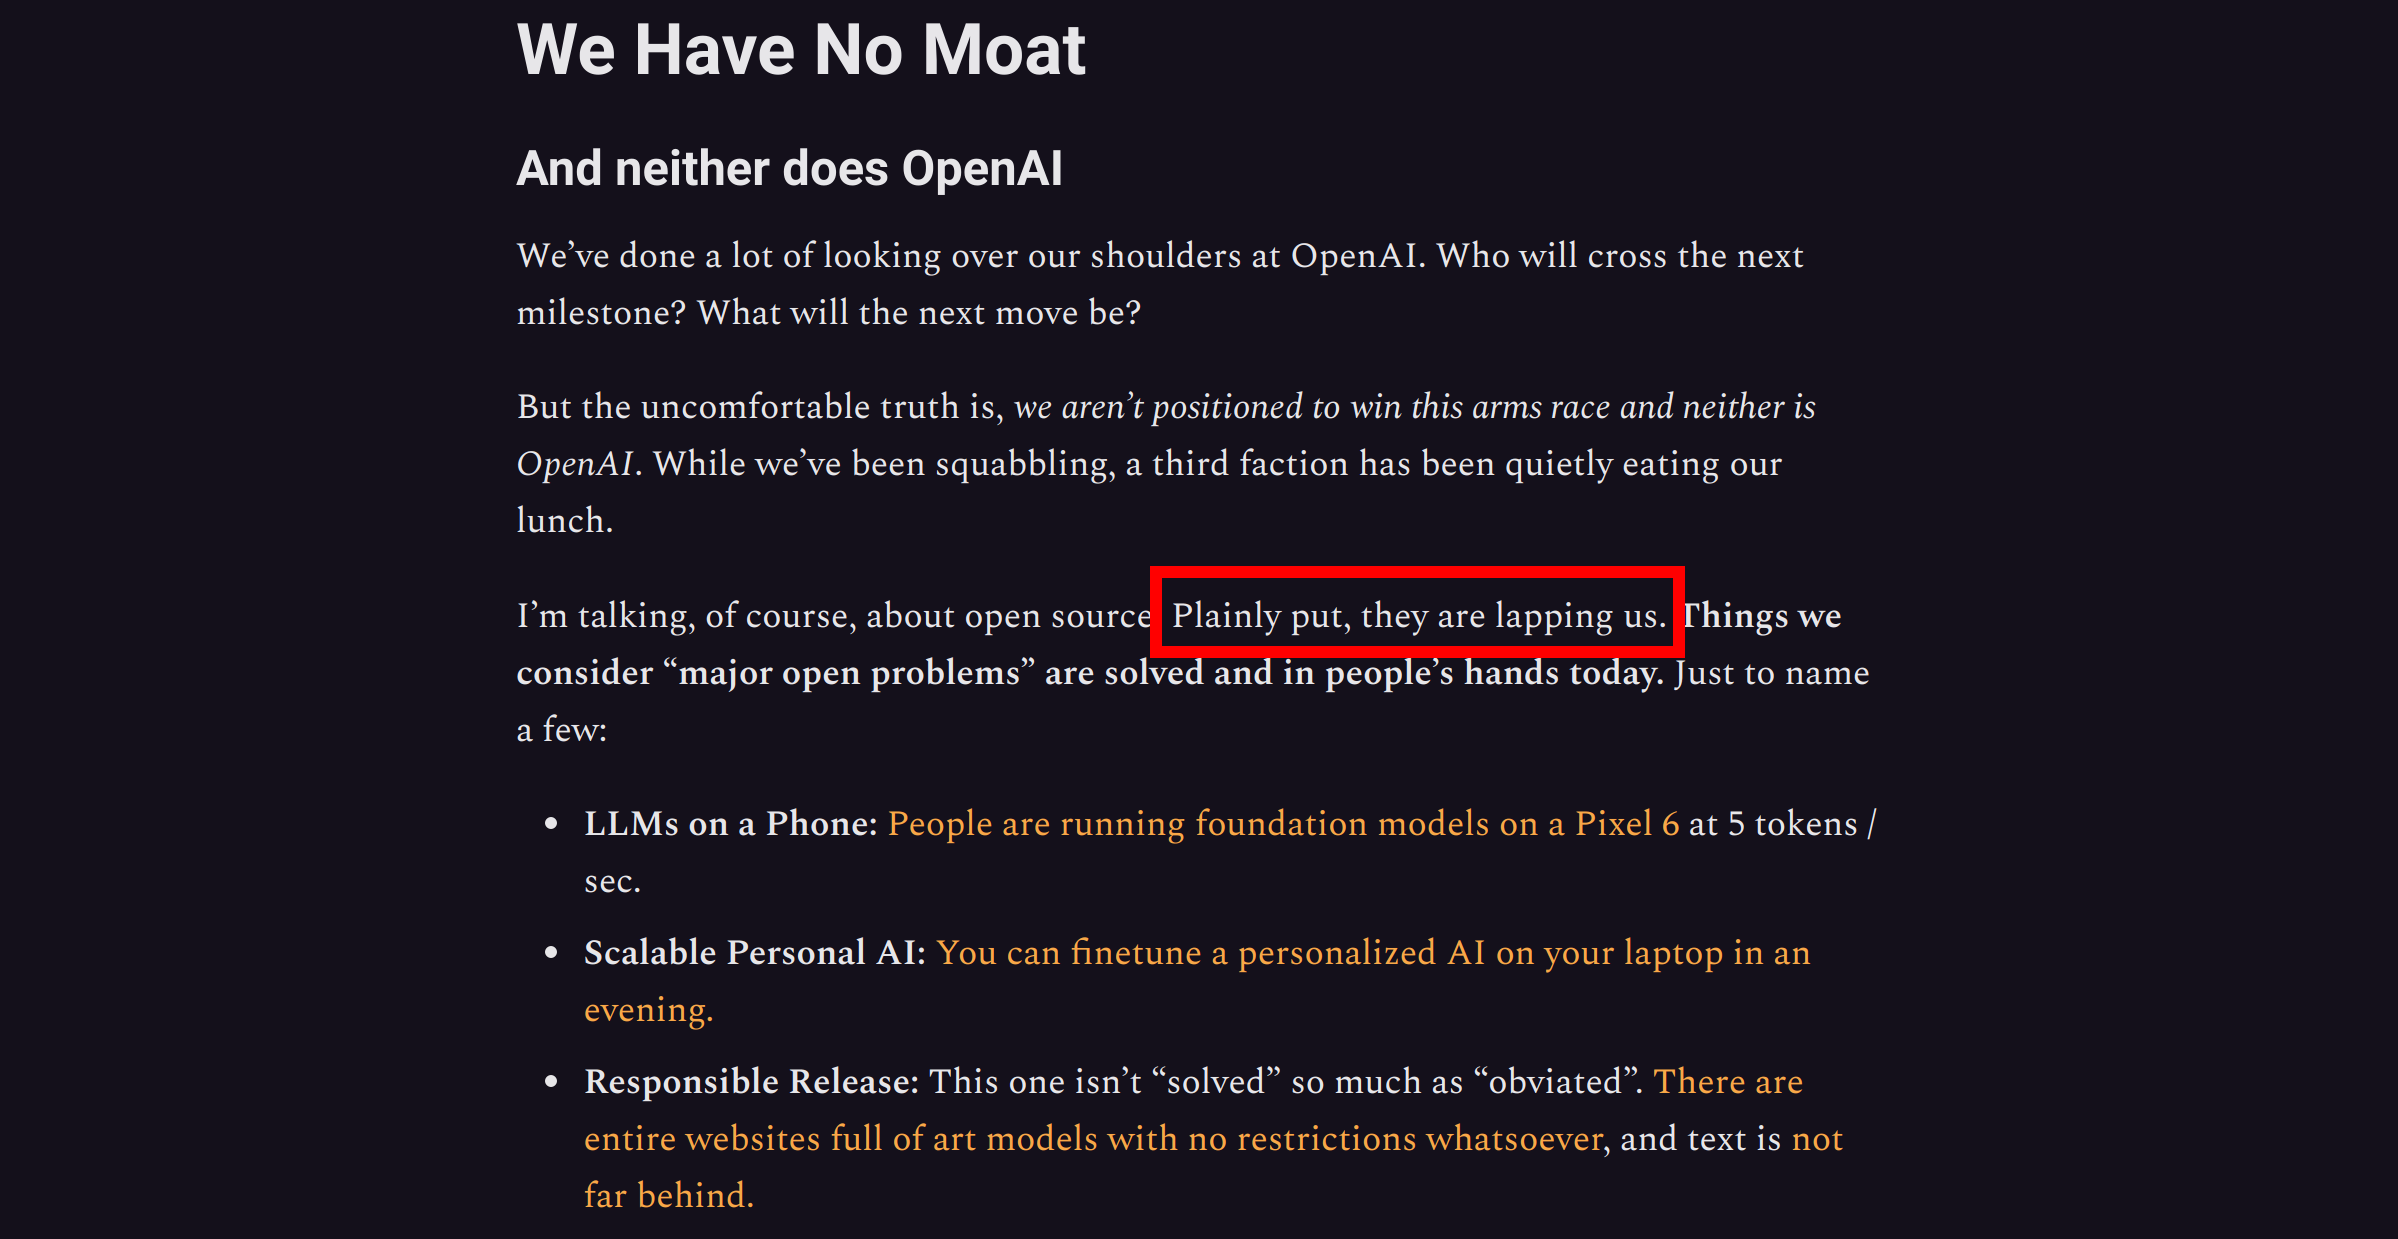 We Have No Moat
And neither does OpenAI
We’ve done a lot of looking over our shoulders at OpenAI. Who will cross the next
milestone? What will the next move be?
But the uncomfortable truth is, we aren’t positioned to win this arms race and neither is
OpenAI. While we’ve been squabbling, a third faction has been quietly eating our
lunch.
I’m talking, of course, about open source Plainly put, they are lapping us. Things we
consider “major open problems” are solved and in people’s hands today. Just to name
a few:
• LLMs on a Phone: People are running foundation models on a Pixel 6 at 5 tokens /
sec.
• Scalable Personal AI: You can finetune a personalized AI on your laptop in an
evening.
• Responsible Release: This one isn’t “solved” so much as “obviated”. There are
entire websites full of art models with no restrictions whatsoever, and text is not
far behind.